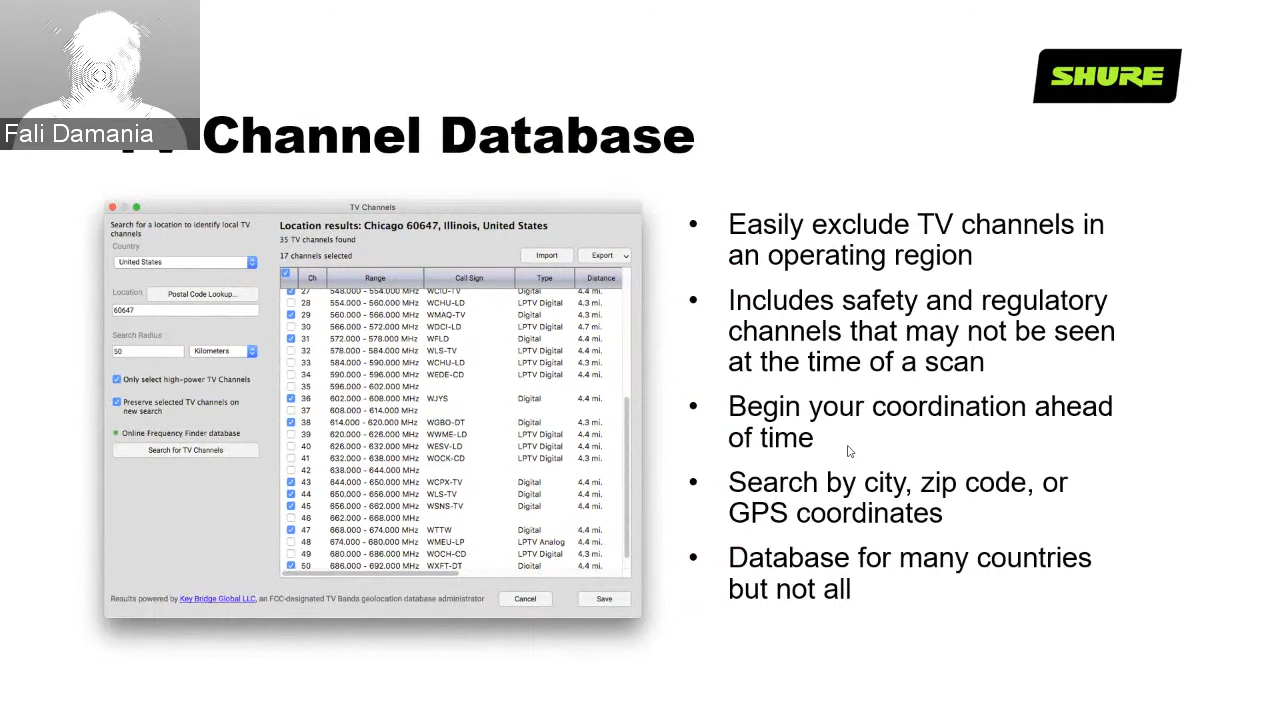 SHURE
Fali Damania
TV Channel Database
TV Channels
Search for a location to identify local TV
channels
Country
United States
Location
Postal Code Lookup...
60647
Search Radius
50
Kilometers
Only select high-power TV Channels
Preserve selected TV channels on
new search
Online Frequency Finder database
Search for TV Channels
Location results: Chicago 60647, Illinois, United States
35 TV channels found
17 channels selected
Import
Export
Ch Range Call Sign Type Distance
27 548.000 - 554.000 MHz WCIU-TV Digital 4.4 mi.
28 554.000 - 560.000 MHz WCHU-LD LPTV Digital 4.3 mi.
29 560.000 - 566.000 MHz WMAQ-TV Digital 4.3 mi.
30 566.000 - 572.000 MHz WDCI-LD LPTV Digital 4.7 mi.
31 572.000 - 578.000 MHz WFLD Digital 4.4 mi.
32 578.000 - 584.000 MHz WLS-TV LPTV Digital 4.4 mi.
33 584.000 - 590.000 MHz WCHU-LD LPTV Digital 4.3 mi.
34 590.000 - 596.000 MHz WEDE-CD LPTV Digital 4.4 mi.
35 596.000 - 602.000 MHz
36 602.000 - 608.000 MHz WJYS Digital 4.4 mi.
37 608.000 - 614.000 MHz
38 614.000 - 620.000 MHz WGBO-DT Digital 4.3 mi.
39 620.000 - 626.000 MHz WWME-LD LPTV Digital 4.4 mi.
40 626.000 - 632.000 MHz WESV-LD LPTV Digital 4.4 mi.
41 632.000 - 638.000 MHz WOCK-CD LPTV Digital 4.3 mi.
42 638.000 - 644.000 MHz
43 644.000 - 650.000 MHz WCPX-TV Digital 4.4 mi.
44 650.000 - 656.000 MHz WLS-TV Digital 4.4 mi.
45 656.000 - 662.000 MHz WSNS-TV Digital 4.4 mi.
46 662.000 - 668.000 MHz
47 668.000 - 674.000 MHz WTTW Digital 4.4 mi.
48 674.000 - 680.000 MHz WMEU-LP LPTV Analog 4.4 mi.
49 680.000 - 686.000 MHz WOCH-CD LPTV Digital 4.3 mi.
50 686.000 - 692.000 MHz WXFT-DT Digital 4.4 mi.
Results powered by Key Bridge Global LLC, an FCC-designated TV Bands geolocation database administrator
Cancel
Save
• Easily exclude TV channels in
an operating region
• Includes safety and regulatory
channels that may not be seen
at the time of a scan
• Begin your coordination ahead
of time
• Search by city, zip code, or
GPS coordinates
• Database for many countries
but not all